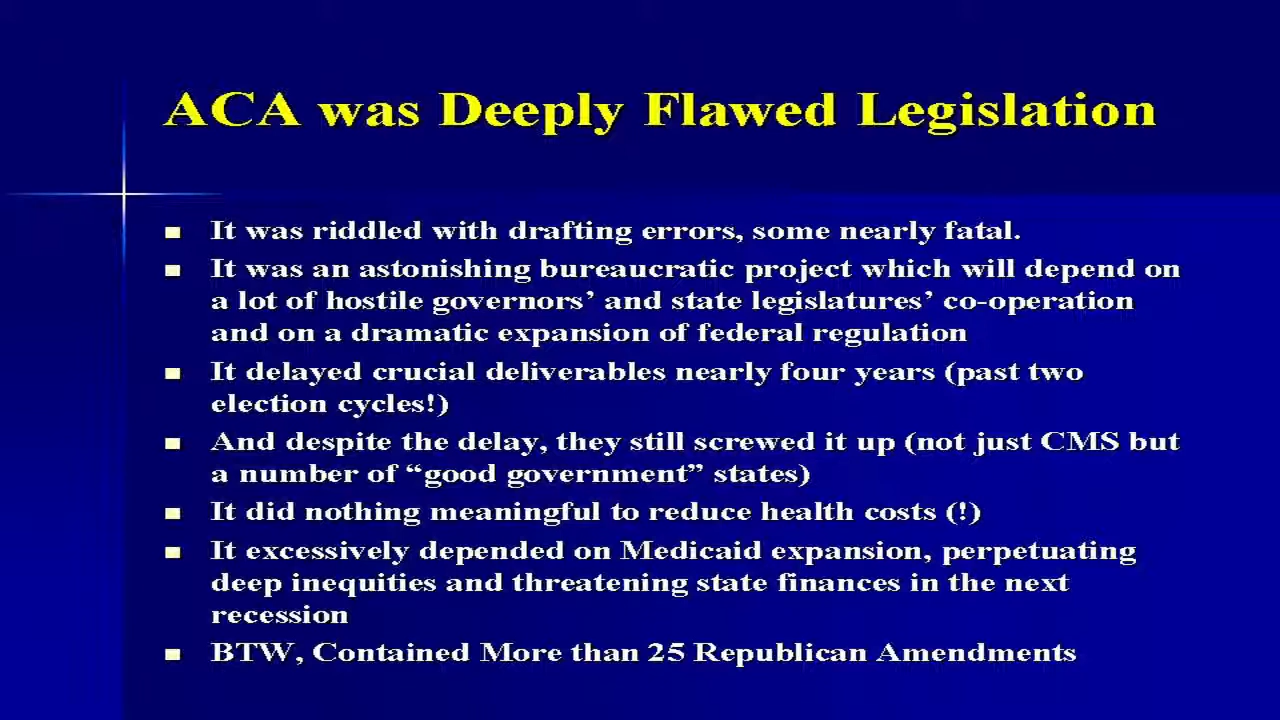 ACA was Deeply Flawed Legislation
It was riddled with drafting errors, some nearly fatal.
It was an astonishing bureaucratic project which will depend on
a lot of hostile governors’ and state legislatures’ co-operation
and on a dramatic expansion of federal regulation
It delayed crucial deliverables nearly four years (past two
election cycles!)
And despite the delay, they still screwed it up (not just CMS but
a number of “good government” states)
It did nothing meaningful to reduce health costs (!)
It excessively depended on Medicaid expansion, perpetuating
deep inequities and threatening state finances in the next
recession
BTW, Contained More than 25 Republican Amendments